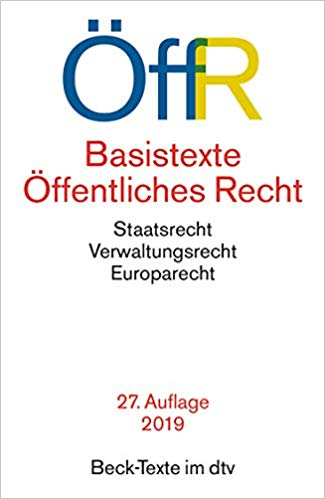 ÖffR
Basistexte
Öffentliches Recht
Staatsrecht
Verwaltungsrecht
Europarecht
27. Auflage
2019
Beck-Texte im dtv